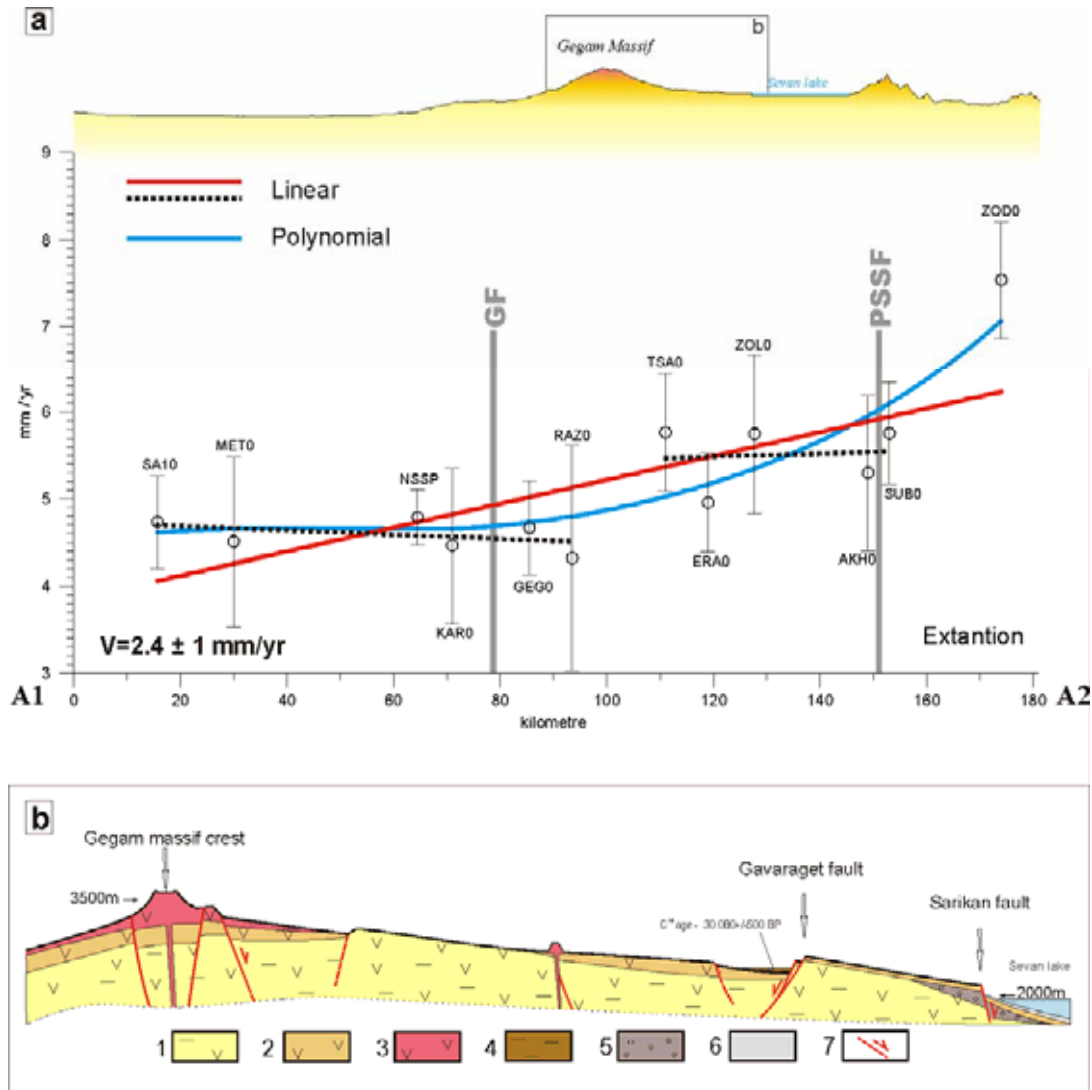 a
b
Gegam Massif
Sevan lake
9
Linear
Polynomial
ZOD0
8
GF
PSSF
7
TSA0
ZOL0
mm /yr
6
RAZ0
SA10
MET0
NSSP
5
SUB0
ERA0
AKH0
GEG0
4
KAR0
V=2.4 ± 1 mm/yr
Extantion
3
A1
0 20 40 60 80 100 120 140 160 181
A2
kilometre
b
Gegam massif crest
3500m
Gavaraget fault
Sarikan fault
age -
BP
Sevan lake
2000m
1 2 3 4 5 6 7